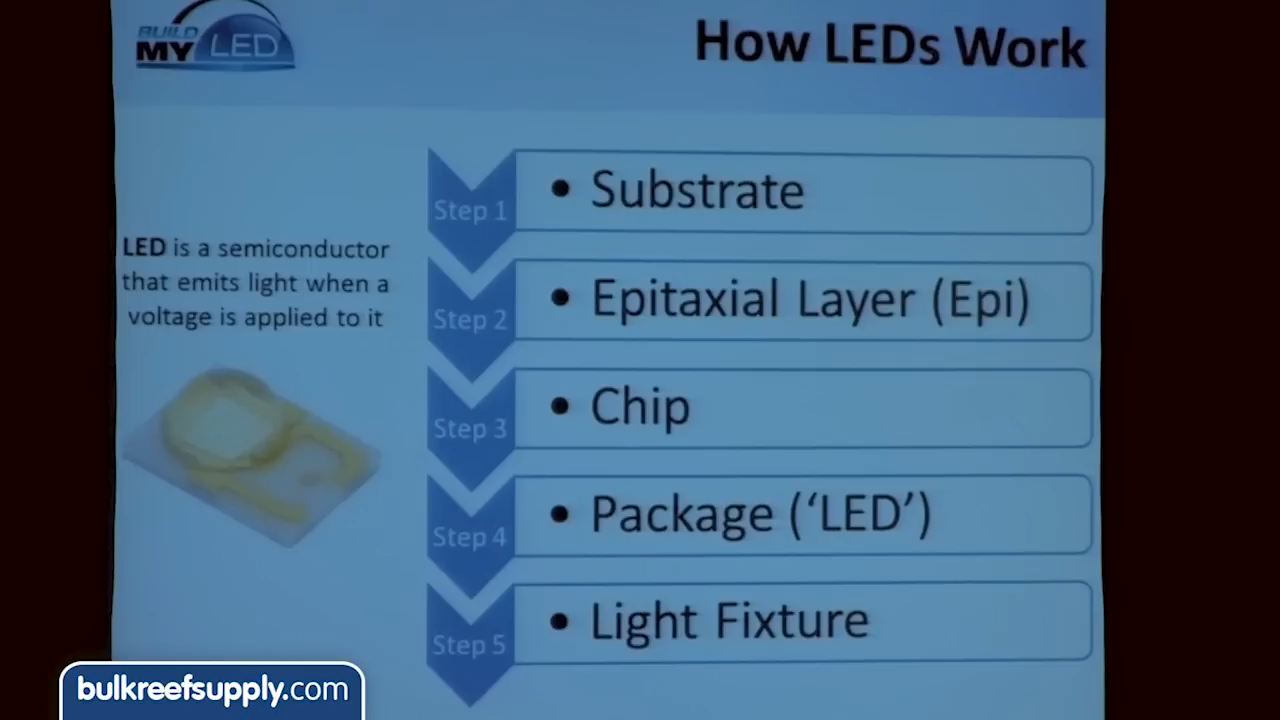 BUILD
MY LED
How LEDs Work
LED is a semiconductor
that emits light when a
voltage is applied to it
Step 1
• Substrate
Step 2
• Epitaxial Layer (Epi)
Step 3
• Chip
Step 4
• Package (‘LED’)
Step 5
• Light Fixture
bulkreefsupply.com